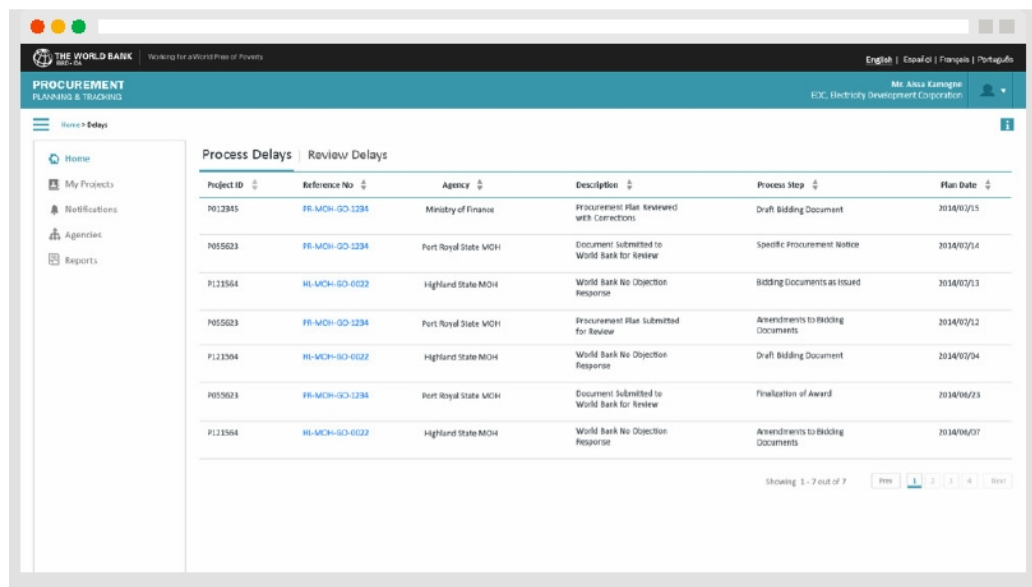 THE WORLD BANK
IBRD • IDA
Working for a World Free of Poverty
English | Español | Français | Português
PROCUREMENT
PLANNING & TRACKING
Mr. Aissa Kamogne
EDC, Electricity Development Corporation
Home > Delays
Home
My Projects
Notifications
Agencies
Reports
Process Delays | Review Delays
Project ID Reference No Agency Description Process Step Plan Date
P012345 PR-MOH-GO-1234 Ministry of Finance Procurement Plan Reviewed Draft Bidding Document 2014/07/15
with Corrections
P055623 PR-MOH-GO-1234 Port Royal State MOH Document Submitted to Specific Procurement Notice 2014/07/14
World Bank for Review
P121564 HL-MOH-GO-0022 Highland State MOH World Bank No Objection Bidding Documents as Issued 2014/07/13
Response
P055623 PR-MOH-GO-1234 Port Royal State MOH Procurement Plan Submitted Amendments to Bidding 2014/07/12
for Review Documents
P121564 HL-MOH-GO-0022 Highland State MOH World Bank No Objection Draft Bidding Document 2014/07/04
Response
P055623 PR-MOH-GO-1234 Port Royal State MOH Document Submitted to Finalization of Award 2014/06/23
World Bank for Review
P121564 HL-MOH-GO-0022 Highland State MOH World Bank No Objection Amendments to Bidding 2014/06/07
Response Documents
Showing 1 - 7 out of 7 Prev 1 2 3 4 Next